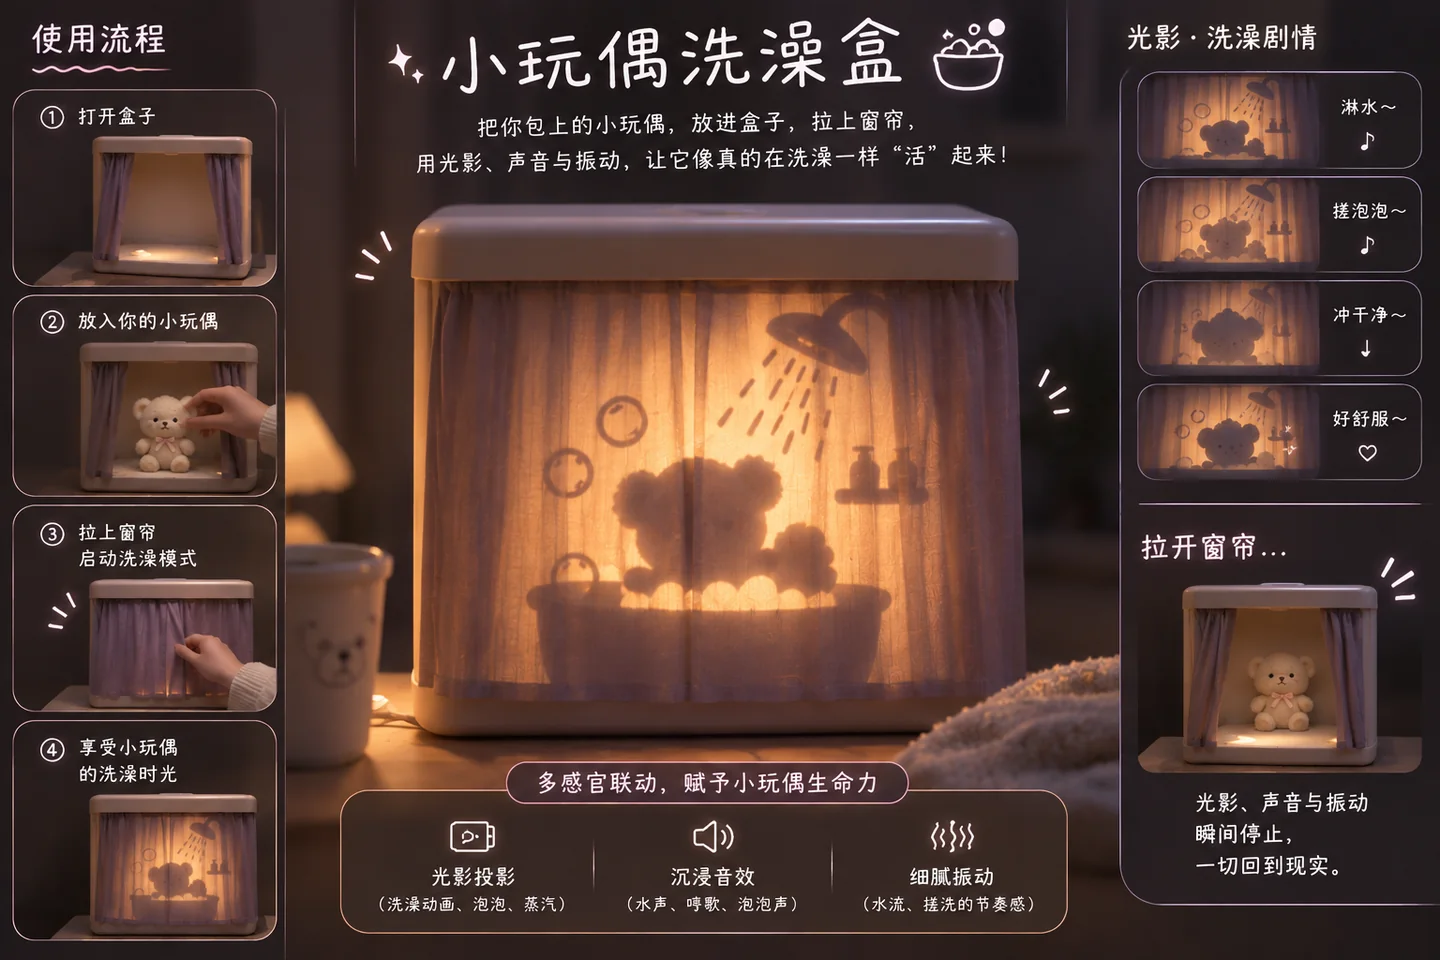 使用流程
① 打开盒子
② 放入你的小玩偶
③ 拉上窗帘
启动洗澡模式
④ 享受小玩偶
的洗澡时光
小玩偶洗澡盒
把你包上的小玩偶，放进盒子，拉上窗帘，
用光影、声音与振动，让它像真的在洗澡一样“活”起来！
多感官联动，赋予小玩偶生命力
光影投影
（洗澡动画、泡泡、蒸汽）
沉浸音效
（水声、哼歌、泡泡声）
细腻振动
（水流、搓洗的节奏感）
光影·洗澡剧情
淋水～
搓泡泡～
冲干净～
好舒服～
拉开窗帘...
光影、声音与振动
瞬间停止，
一切回到现实。